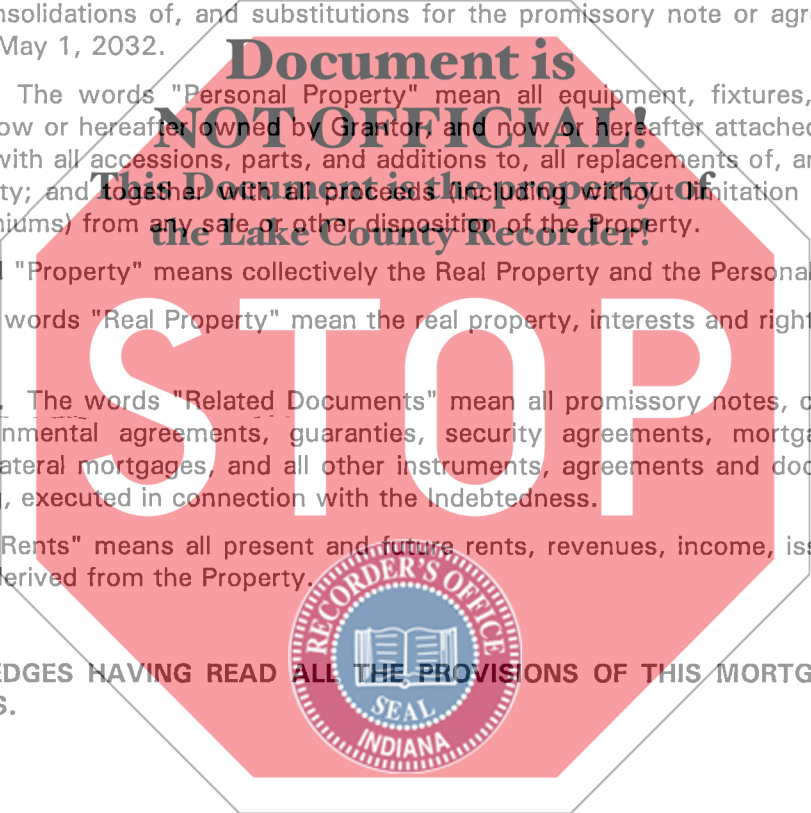 nsolidations of, and substitutions for the promissory note or agr
May 1, 2032.
Document is
The words "Personal Property" mean all equipment, fixtures,
NOT OFFICIAL!
ow or hereafter owned by Grantor, and now or hereafter attached
with all accessions, parts, and additions to, all replacements of, an
This Document is the property of
ty; and together with all proceeds (including without limitation
the Lake County Recorder!
niums) from any sale or other disposition of the Property.
"Property" means collectively the Real Property and the Personal
words "Real Property" mean the real property, interests and right
STOP
. The words "Related Documents" mean all promissory notes, c
nmental agreements, guaranties, security agreements, mortga
ateral mortgages, and all other instruments, agreements and doc
, executed in connection with the Indebtedness.
Rents" means all present and future rents, revenues, income, iss
erived from the Property.
RECORDER'S OFFICE
EDGES HAVING READ ALL THE PROVISIONS OF THIS MORTG
S.
SEAL
INDIANA